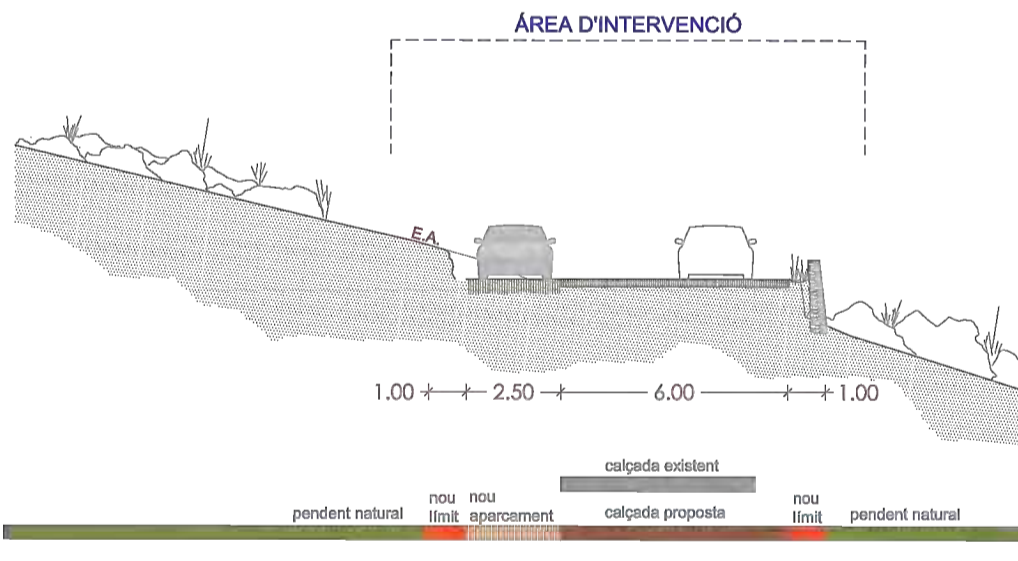 ÁREA D'INTERVENCIÓ
E.A.
1.00 2.50 6.00 1.00
calçada existent
pendent natural
nou
límit
nou
aparcament
calçada proposta
nou
límit
pendent natural